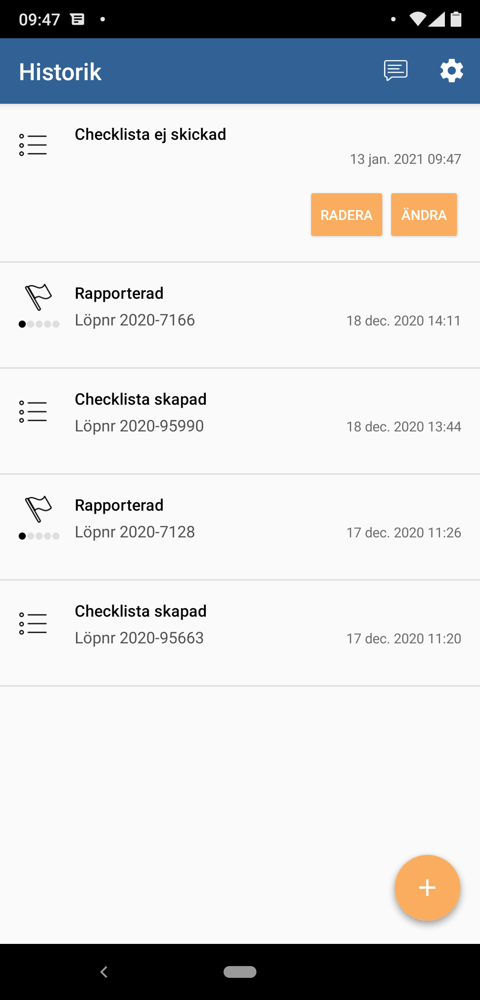 09:47
Historik
Checklista ej skickad
13 jan. 2021 09:47
RADERA ÄNDRA
Rapporterad
Löpnr 2020-7166 18 dec. 2020 14:11
Checklista skapad
Löpnr 2020-95990 18 dec. 2020 13:44
Rapporterad
Löpnr 2020-7128 17 dec. 2020 11:26
Checklista skapad
Löpnr 2020-95663 17 dec. 2020 11:20